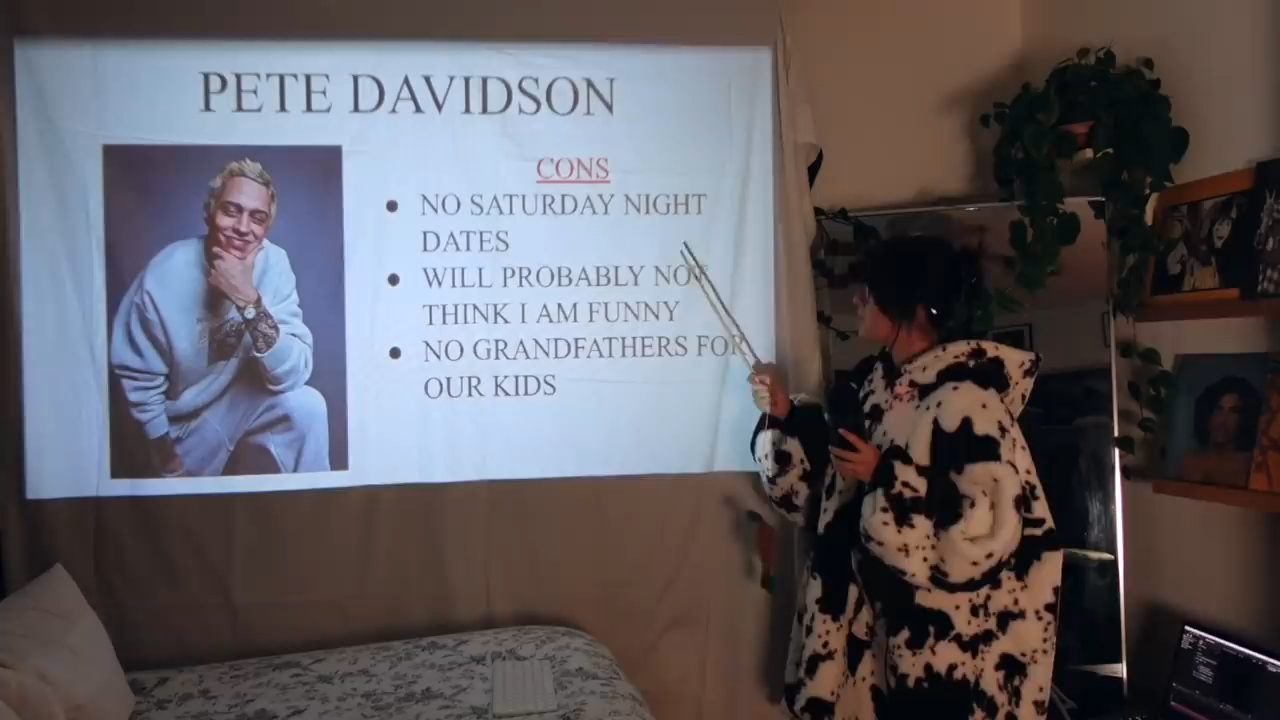 PETE DAVIDSON
CONS
● NO SATURDAY NIGHT
DATES
● WILL PROBABLY NOT
THINK I AM FUNNY
● NO GRANDFATHERS FOR
OUR KIDS